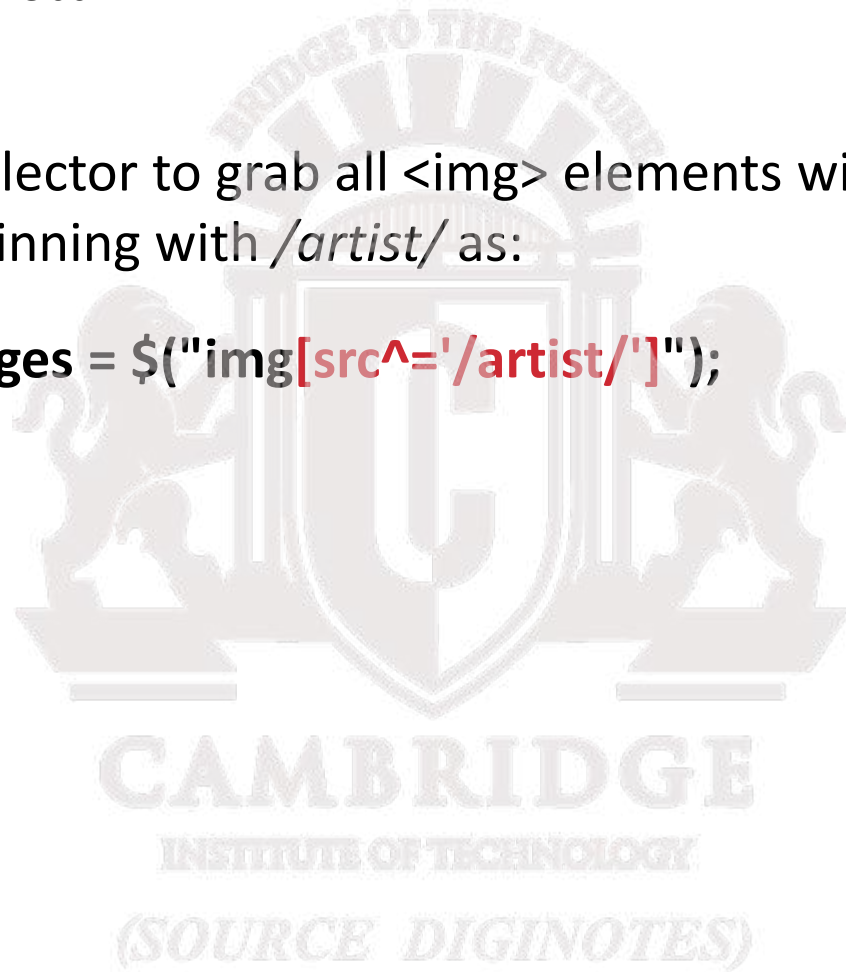 BRIDGE TO THE FUTURE
lector to grab all <img> elements wi
inning with /artist/ as:
ges = $("img[src^='/artist/']");
CAMBRIDGE
INSTITUTE OF TECHNOLOGY
(SOURCE DIGINOTES)